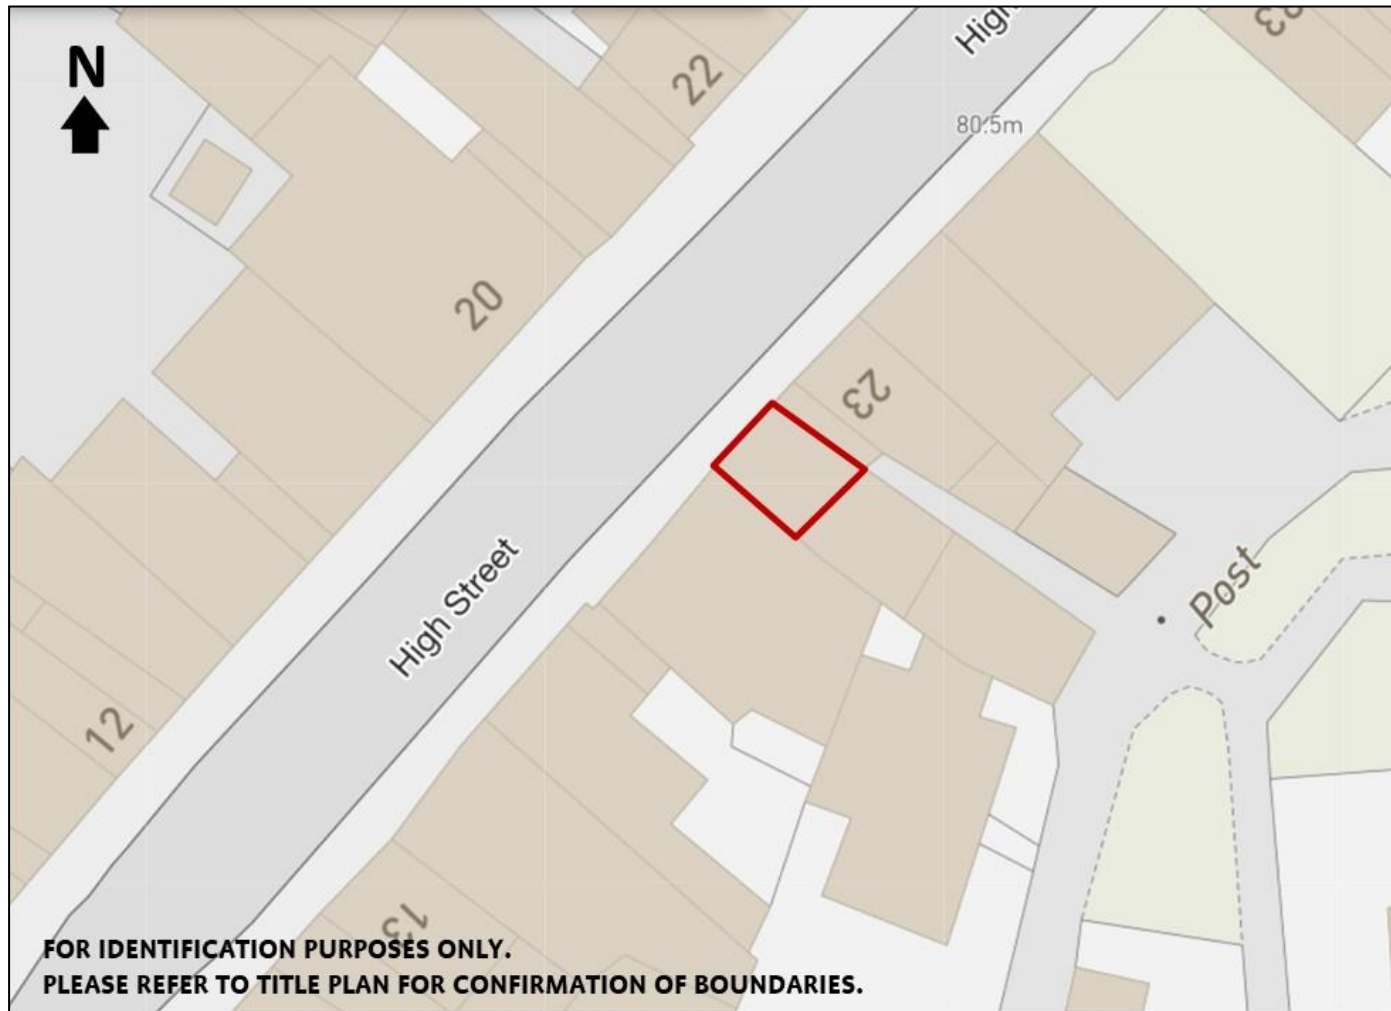 N
High
80.5m
22
20
23
High Street
Post
12
13
FOR IDENTIFICATION PURPOSES ONLY.
PLEASE REFER TO TITLE PLAN FOR CONFIRMATION OF BOUNDARIES.